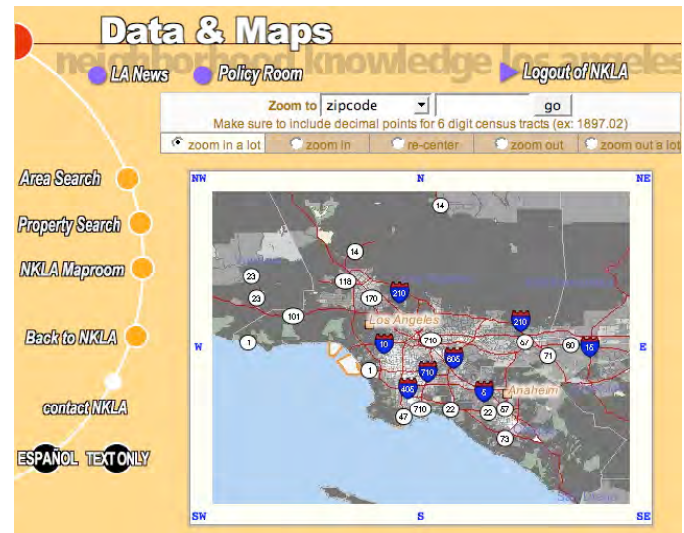 Data & Maps
neighborhood knowledge los angeles
LA News Policy Room Logout of NKLA
Zoom to zipcode go
Make sure to include decimal points for 6 digit census tracts (ex: 1897.02)
zoom in a lot zoom in re-center zoom out zoom out a lot
Area Search
Property Search
NKLA Maproom
Back to NKLA
contact NKLA
ESPAÑOL TEXT ONLY
NW N NE
14
14
23 118 210
23 170
101 Los Angeles 210
1 10 710 57 60 15
W E
605 71
1 710
405 5 Anaheim
47 710 22 22 57
73
SW S SE